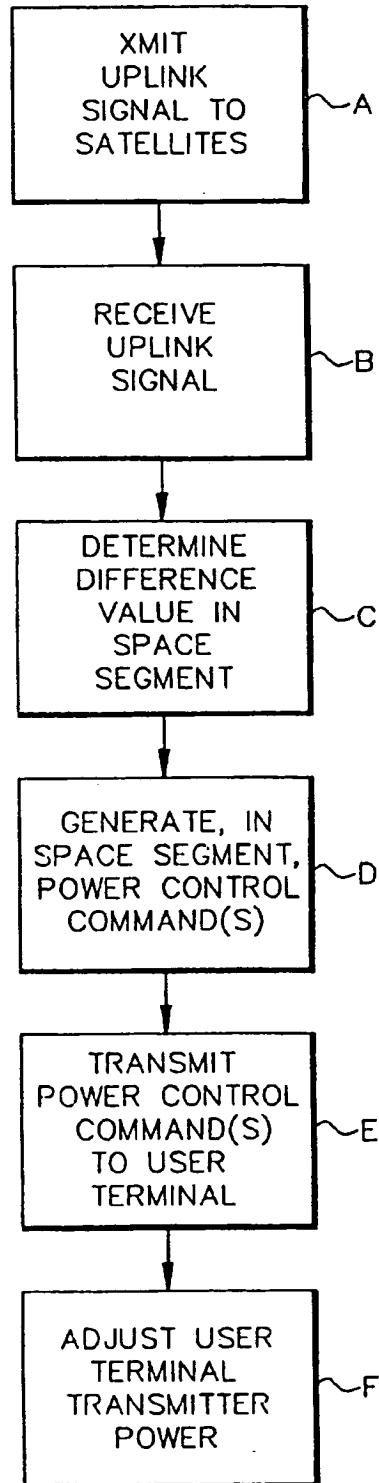 XMIT
UPLINK
SIGNAL TO
SATELLITES
A
RECEIVE
UPLINK
SIGNAL
B
DETERMINE
DIFFERENCE
VALUE IN
SPACE
SEGMENT
C
GENERATE, IN
SPACE SEGMENT,
POWER CONTROL
COMMAND(S)
D
TRANSMIT
POWER CONTROL
COMMAND(S)
TO USER
TERMINAL
E
ADJUST USER
TERMINAL
TRANSMITTER
POWER
F